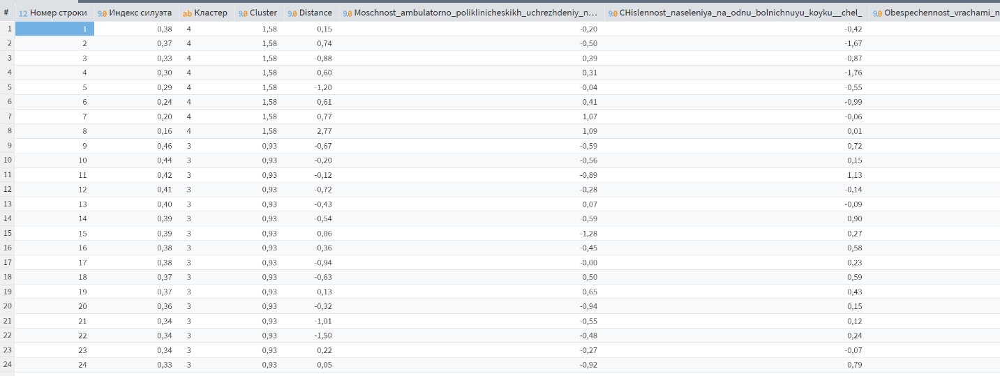 # 12 Номер строки 9.0 Индекс силуэта ab Кластер 9.0 Cluster 9.0 Distance 9.0 Moschnost_ambulatorno_poliklinicheskikh_uchrezhdeniy_n... 9.0 CHislennost_naseleniya_na_odnu_bolnichnuyu_koyku__chel_ 9.0 Obespechennost_vrachami_n
1 1 0,38 4 1,58 0,15 -0,20 -0,42
2 2 0,37 4 1,58 0,74 -0,50 -1,67
3 3 0,33 4 1,58 -0,88 0,39 -0,87
4 4 0,30 4 1,58 0,60 0,31 -1,76
5 5 0,29 4 1,58 -1,20 -0,04 -0,55
6 6 0,24 4 1,58 0,61 0,41 -0,99
7 7 0,20 4 1,58 0,77 1,07 -0,06
8 8 0,16 4 1,58 2,77 1,09 0,01
9 9 0,46 3 0,93 -0,67 -0,59 0,72
10 10 0,44 3 0,93 -0,20 -0,56 0,15
11 11 0,42 3 0,93 -0,12 -0,89 1,13
12 12 0,41 3 0,93 -0,72 -0,28 -0,14
13 13 0,40 3 0,93 -0,43 0,07 -0,09
14 14 0,39 3 0,93 -0,54 -0,59 0,90
15 15 0,39 3 0,93 0,06 -1,28 0,27
16 16 0,38 3 0,93 -0,36 -0,45 0,58
17 17 0,38 3 0,93 -0,94 -0,00 0,23
18 18 0,37 3 0,93 -0,63 0,50 0,59
19 19 0,37 3 0,93 0,13 0,65 0,43
20 20 0,36 3 0,93 -0,32 -0,94 0,15
21 21 0,34 3 0,93 -1,01 -0,55 0,12
22 22 0,34 3 0,93 -1,50 -0,48 0,24
23 23 0,34 3 0,93 0,22 -0,27 -0,07
24 24 0,33 3 0,93 0,05 -0,92 0,79